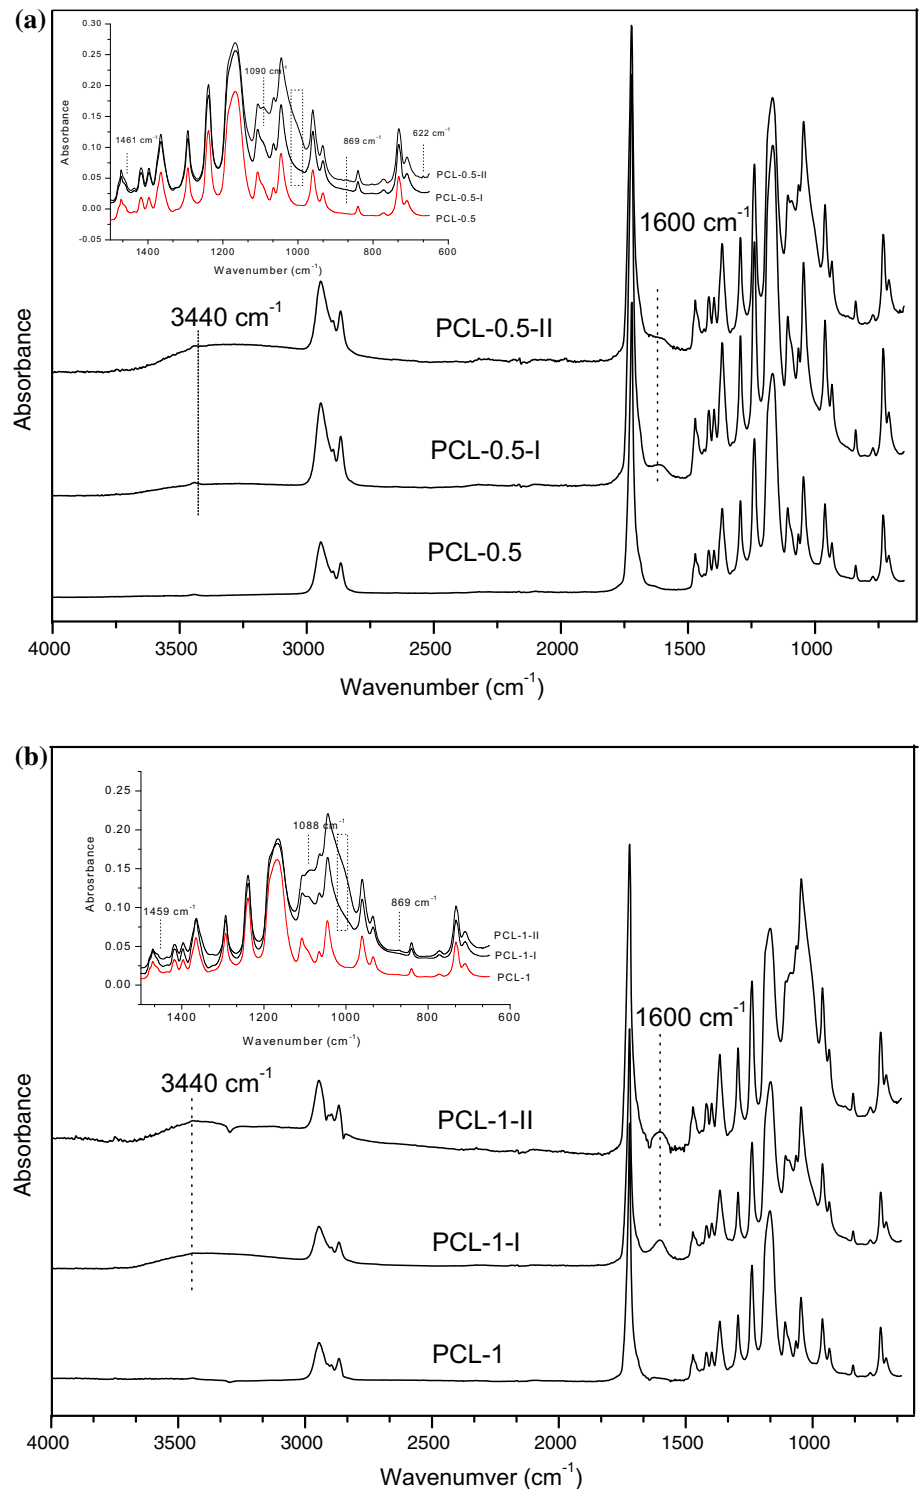 (a)
0.30
0.25
0.20
0.15
0.10
0.05
0.00
-0.05
Absorbance
1461 cm⁻¹
1090 cm⁻¹
869 cm⁻¹
622 cm⁻¹
PCL-0.5-II
PCL-0.5-I
PCL-0.5
1400 1200 1000 800 600
Wavenumber (cm⁻¹)
1600 cm⁻¹
3440 cm⁻¹
PCL-0.5-II
PCL-0.5-I
PCL-0.5
Absorbance
4000 3500 3000 2500 2000 1500 1000
Wavenumber (cm⁻¹)
(b)
0.25
0.20
0.15
0.10
0.05
0.00
Abrosrbance
1459 cm⁻¹
1088 cm⁻¹
869 cm⁻¹
PCL-1-II
PCL-1-I
PCL-1
1400 1200 1000 800 600
Wavenumber (cm⁻¹)
1600 cm⁻¹
3440 cm⁻¹
PCL-1-II
PCL-1-I
PCL-1
Absorbance
4000 3500 3000 2500 2000 1500 1000
Wavenumver (cm⁻¹)